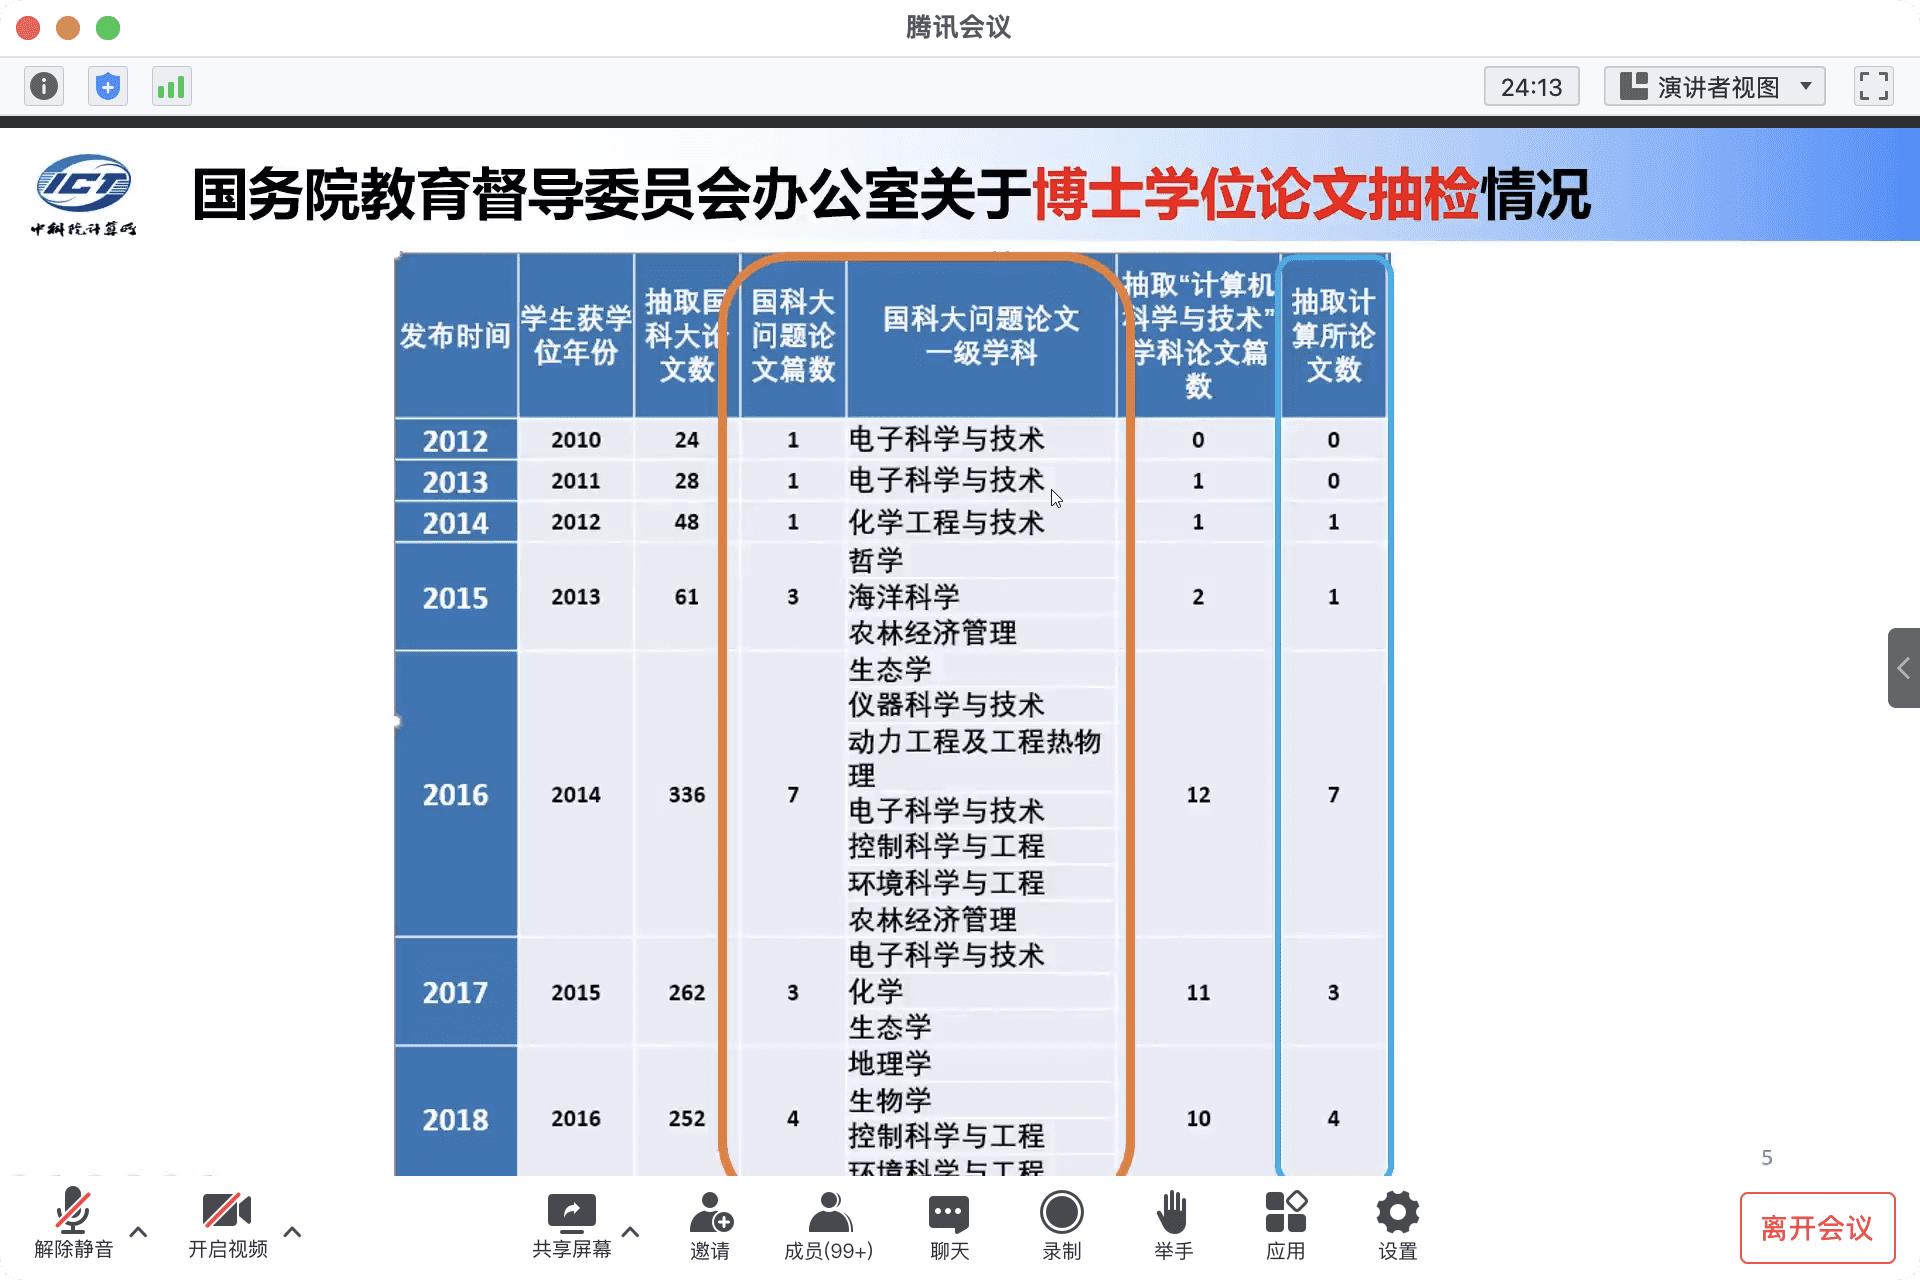 腾讯会议
24:13
演讲者视图
ICT
中科院计算所
国务院教育督导委员会办公室关于博士学位论文抽检情况
发布时间
学生获学
位年份
抽取国
科大论
文数
国科大
问题论
文篇数
国科大问题论文
一级学科
抽取“计算机
科学与技术”
学科论文篇
数
抽取计
算所论
文数
2012 2010 24 1 电子科学与技术 0 0
2013 2011 28 1 电子科学与技术 1 0
2014 2012 48 1 化学工程与技术 1 1
哲学
2015 2013 61 3 海洋科学 2 1
农林经济管理
生态学
仪器科学与技术
动力工程及工程热物
理
2016 2014 336 7 12 7
电子科学与技术
控制科学与工程
环境科学与工程
农林经济管理
电子科学与技术
2017 2015 262 3 化学 11 3
生态学
地理学
生物学
2018 2016 252 4 10 4
控制科学与工程
环境科学与工程
5
解除静音
开启视频
共享屏幕
邀请
成员(99+)
聊天
录制
举手
应用
设置
离开会议